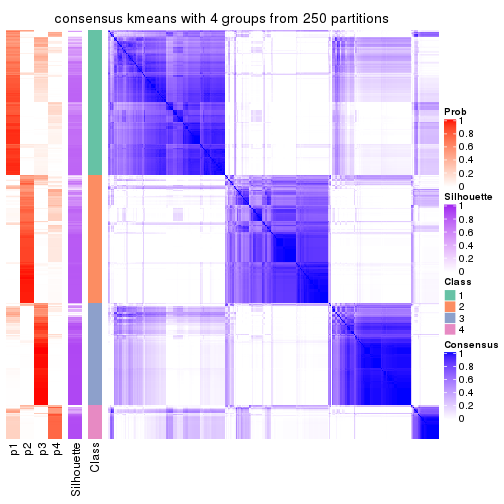 consensus kmeans with 4 groups from 250 partitions
Prob
1
0.8
0.6
0.4
0.2
0
Silhouette
1
0.8
0.6
0.4
0.2
0
Class
1
2
3
4
Consensus
1
0.8
0.6
0.4
0.2
0
p1
p2
p3
p4
Silhouette
Class